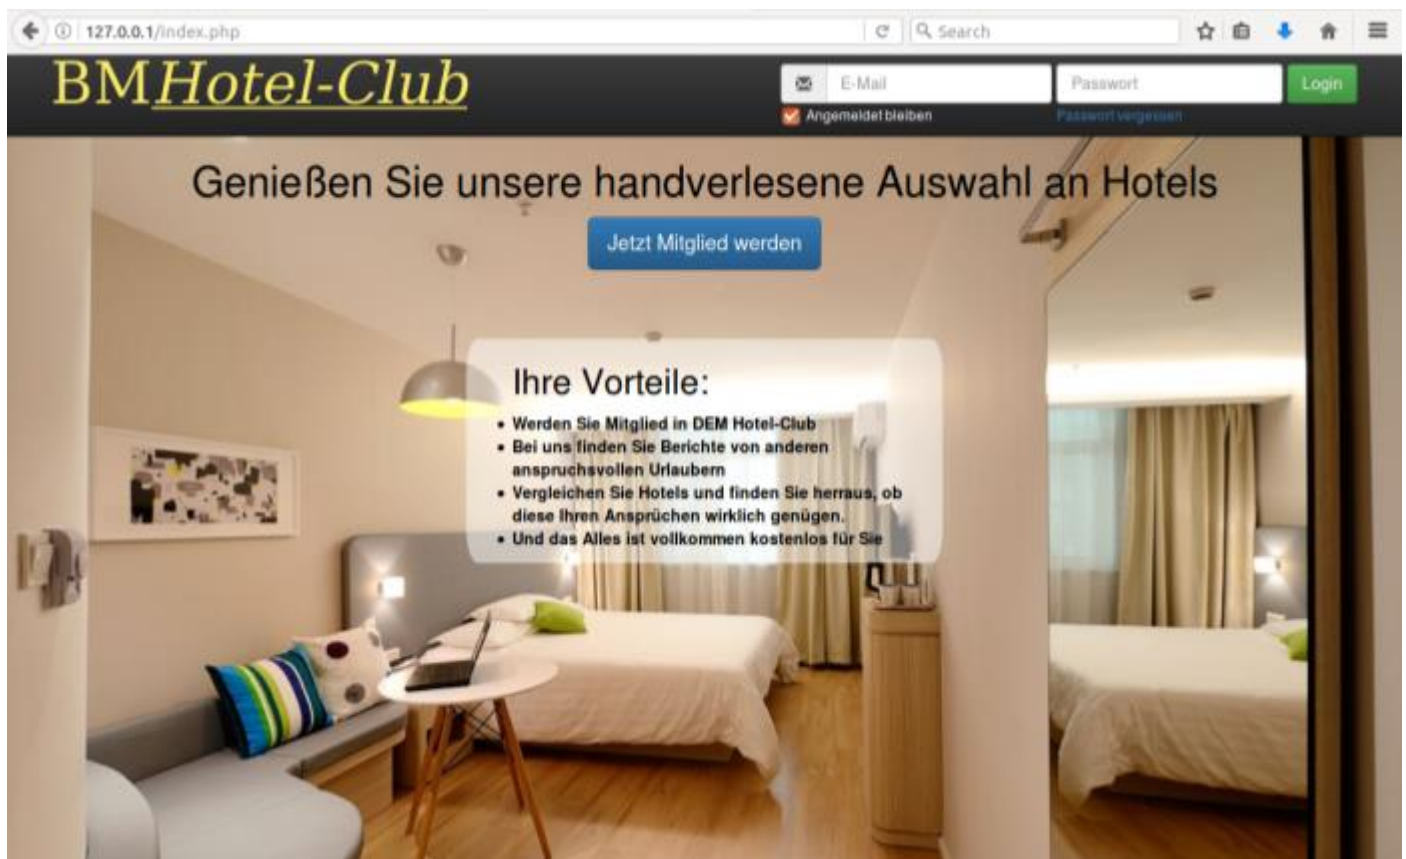 127.0.0.1/index.php
Search
BMHotel-Club
E-Mail
Passwort
Login
Angemeldet bleiben
Passwort vergessen
Genießen Sie unsere handverlesene Auswahl an Hotels
Jetzt Mitglied werden
Ihre Vorteile:
• Werden Sie Mitglied in DEM Hotel-Club
• Bei uns finden Sie Berichte von anderen
anspruchsvollen Urlaubern
• Vergleichen Sie Hotels und finden Sie herraus, ob
diese Ihren Ansprüchen wirklich genügen.
• Und das Alles ist vollkommen kostenlos für Sie